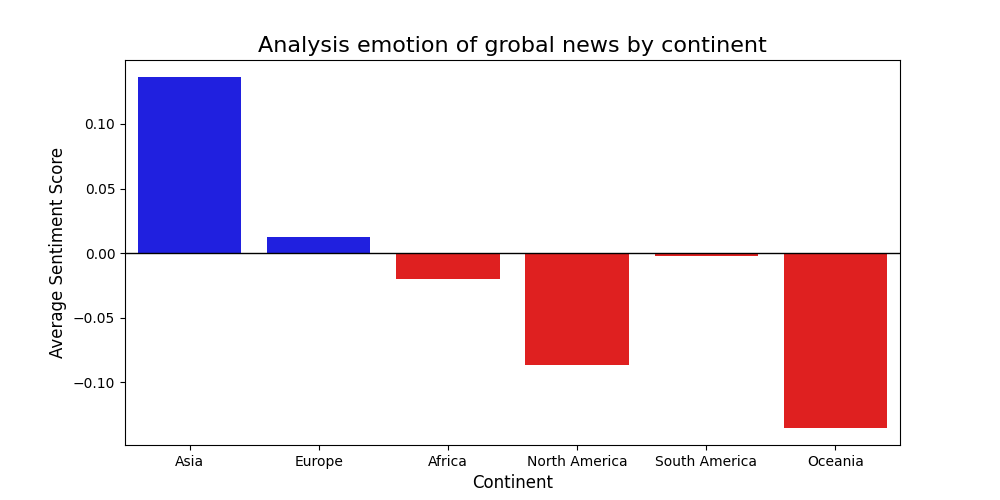 Analysis emotion of grobal news by continent
Average Sentiment Score
0.10
0.05
0.00
−0.05
−0.10
Asia Europe Africa North America South America Oceania
Continent